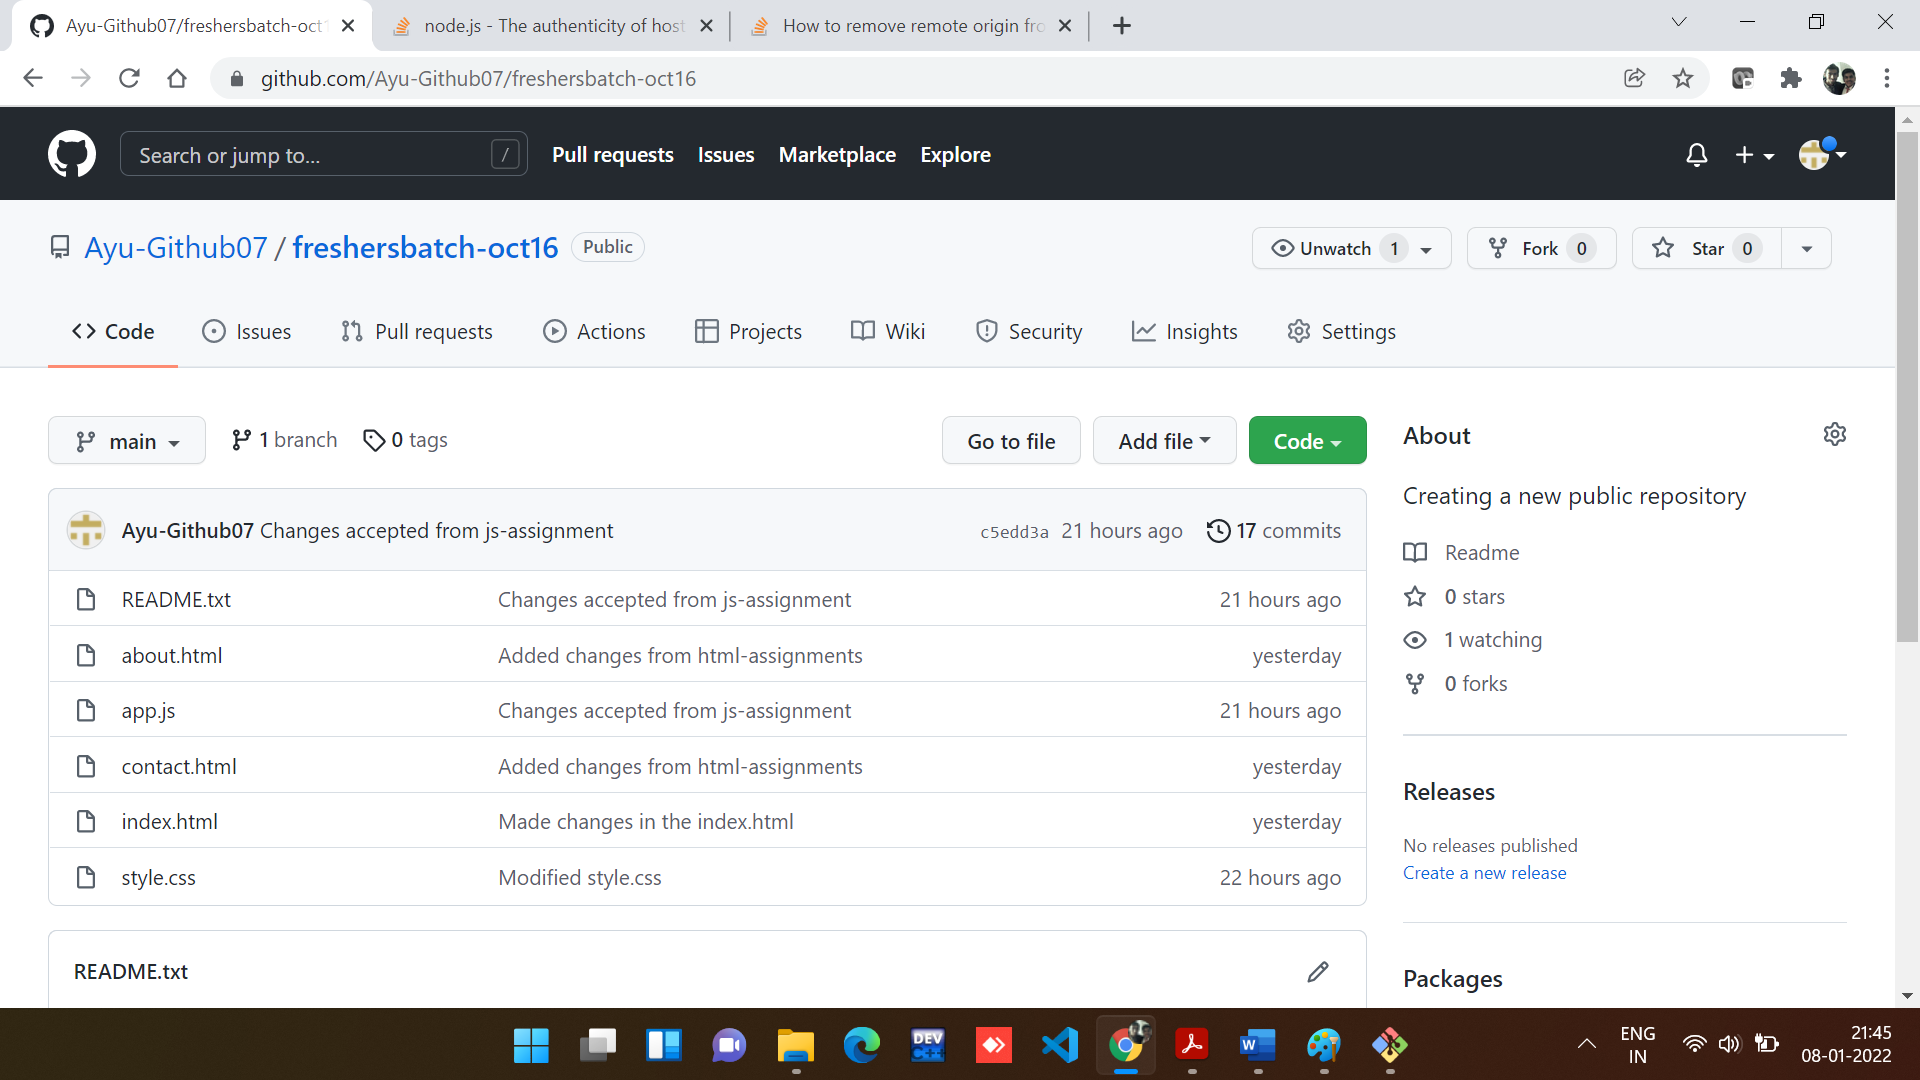 Ayu-Github07/freshersbatch-oct1
node.js - The authenticity of host
How to remove remote origin fro
github.com/Ayu-Github07/freshersbatch-oct16
Search or jump to...
/
Pull requests
Issues
Marketplace
Explore
Ayu-Github07 / freshersbatch-oct16
Public
Unwatch 1
Fork 0
Star 0
Code
Issues
Pull requests
Actions
Projects
Wiki
Security
Insights
Settings
main
1 branch
0 tags
Go to file
Add file
Code
Ayu-Github07 Changes accepted from js-assignment c5edd3a 21 hours ago 17 commits
README.txt Changes accepted from js-assignment 21 hours ago
about.html Added changes from html-assignments yesterday
app.js Changes accepted from js-assignment 21 hours ago
contact.html Added changes from html-assignments yesterday
index.html Made changes in the index.html yesterday
style.css Modified style.css 22 hours ago
README.txt
About
Creating a new public repository
Readme
0 stars
1 watching
0 forks
Releases
No releases published
Create a new release
Packages
DEV
C++
W
ENG
IN
21:45
08-01-2022